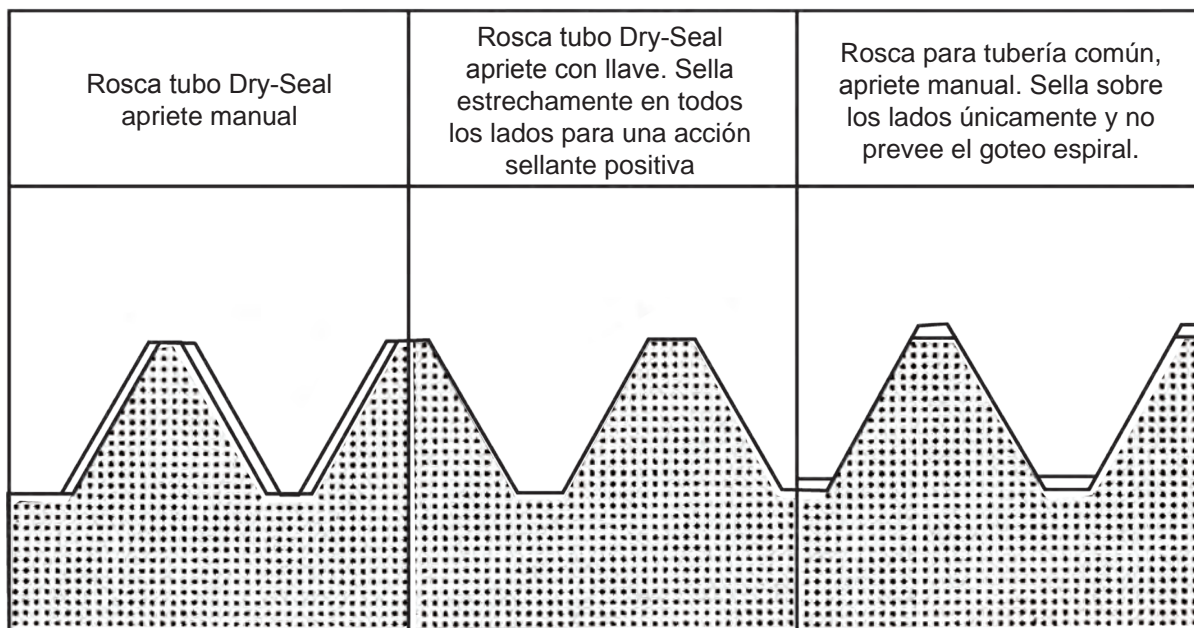 Rosca tubo Dry-Seal
apriete manual
Rosca tubo Dry-Seal
apriete con llave. Sella
estrechamente en todos
los lados para una acción
sellante positiva
Rosca para tubería común,
apriete manual. Sella sobre
los lados únicamente y no
prevee el goteo espiral.